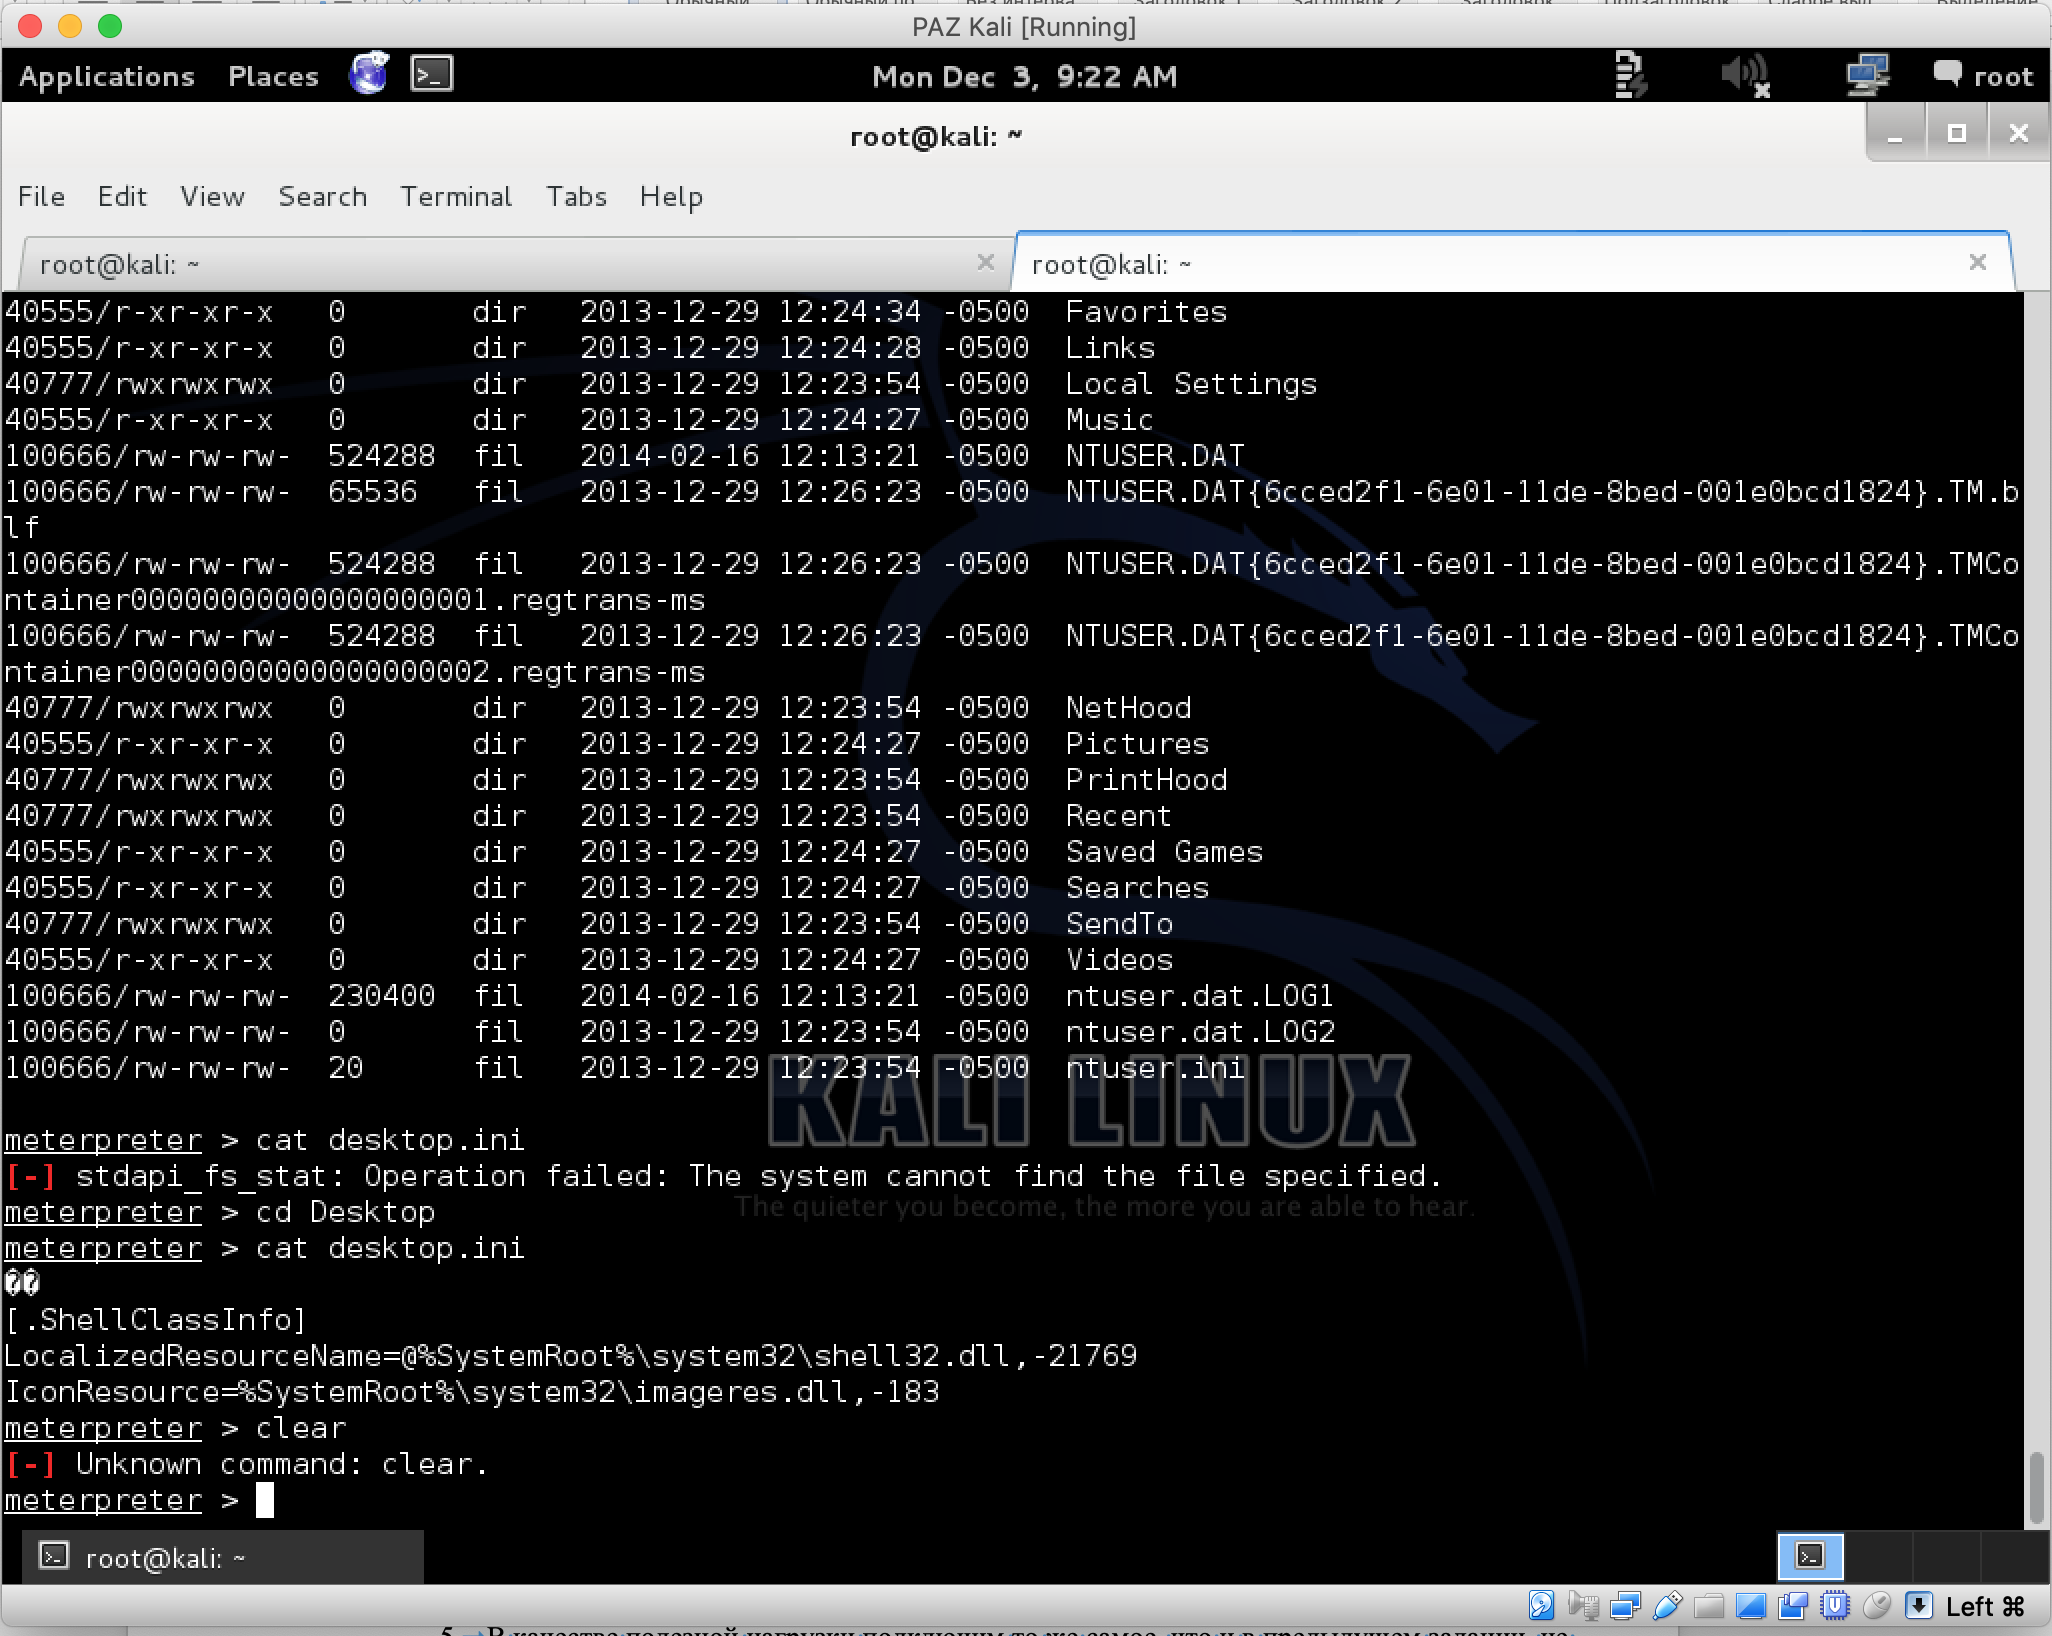 PAZ Kali [Running]
Applications Places Mon Dec 3, 9:22 AM root
root@kali: ~
File Edit View Search Terminal Tabs Help
root@kali: ~ root@kali: ~
40555/r-xr-xr-x 0 dir 2013-12-29 12:24:34 -0500 Favorites
40555/r-xr-xr-x 0 dir 2013-12-29 12:24:28 -0500 Links
40777/rwxrwxrwx 0 dir 2013-12-29 12:23:54 -0500 Local Settings
40555/r-xr-xr-x 0 dir 2013-12-29 12:24:27 -0500 Music
100666/rw-rw-rw- 524288 fil 2014-02-16 12:13:21 -0500 NTUSER.DAT
100666/rw-rw-rw- 65536 fil 2013-12-29 12:26:23 -0500 NTUSER.DAT{6cced2f1-6e01-11de-8bed-001e0bcd1824}.TM.b
lf
100666/rw-rw-rw- 524288 fil 2013-12-29 12:26:23 -0500 NTUSER.DAT{6cced2f1-6e01-11de-8bed-001e0bcd1824}.TMCo
ntainer00000000000000000001.regtrans-ms
100666/rw-rw-rw- 524288 fil 2013-12-29 12:26:23 -0500 NTUSER.DAT{6cced2f1-6e01-11de-8bed-001e0bcd1824}.TMCo
ntainer00000000000000000002.regtrans-ms
40777/rwxrwxrwx 0 dir 2013-12-29 12:23:54 -0500 NetHood
40555/r-xr-xr-x 0 dir 2013-12-29 12:24:27 -0500 Pictures
40777/rwxrwxrwx 0 dir 2013-12-29 12:23:54 -0500 PrintHood
40777/rwxrwxrwx 0 dir 2013-12-29 12:23:54 -0500 Recent
40555/r-xr-xr-x 0 dir 2013-12-29 12:24:27 -0500 Saved Games
40555/r-xr-xr-x 0 dir 2013-12-29 12:24:27 -0500 Searches
40777/rwxrwxrwx 0 dir 2013-12-29 12:23:54 -0500 SendTo
40555/r-xr-xr-x 0 dir 2013-12-29 12:24:27 -0500 Videos
100666/rw-rw-rw- 230400 fil 2014-02-16 12:13:21 -0500 ntuser.dat.LOG1
100666/rw-rw-rw- 0 fil 2013-12-29 12:23:54 -0500 ntuser.dat.LOG2
100666/rw-rw-rw- 20 fil 2013-12-29 12:23:54 -0500 ntuser.ini
KALI LINUX
meterpreter > cat desktop.ini
[-] stdapi_fs_stat: Operation failed: The system cannot find the file specified.
The quieter you become, the more you are able to hear.
meterpreter > cd Desktop
meterpreter > cat desktop.ini
��
[.ShellClassInfo]
LocalizedResourceName=@%SystemRoot%\system32\shell32.dll,-21769
IconResource=%SystemRoot%\system32\imageres.dll,-183
meterpreter > clear
[-] Unknown command: clear.
meterpreter >
root@kali: ~
Left ⌘